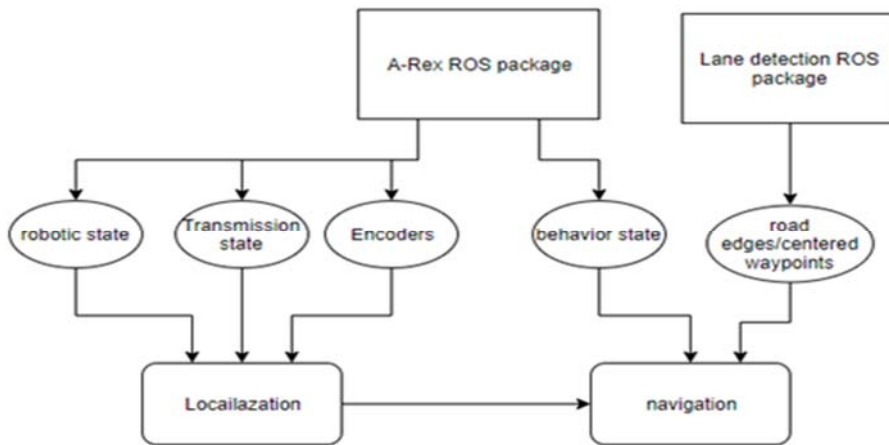 A-Rex ROS package
Lane detection ROS
package
robotic state
Transmission
state
Encoders
behavior state
road
edges/centered
waypoints
Locailazation
navigation